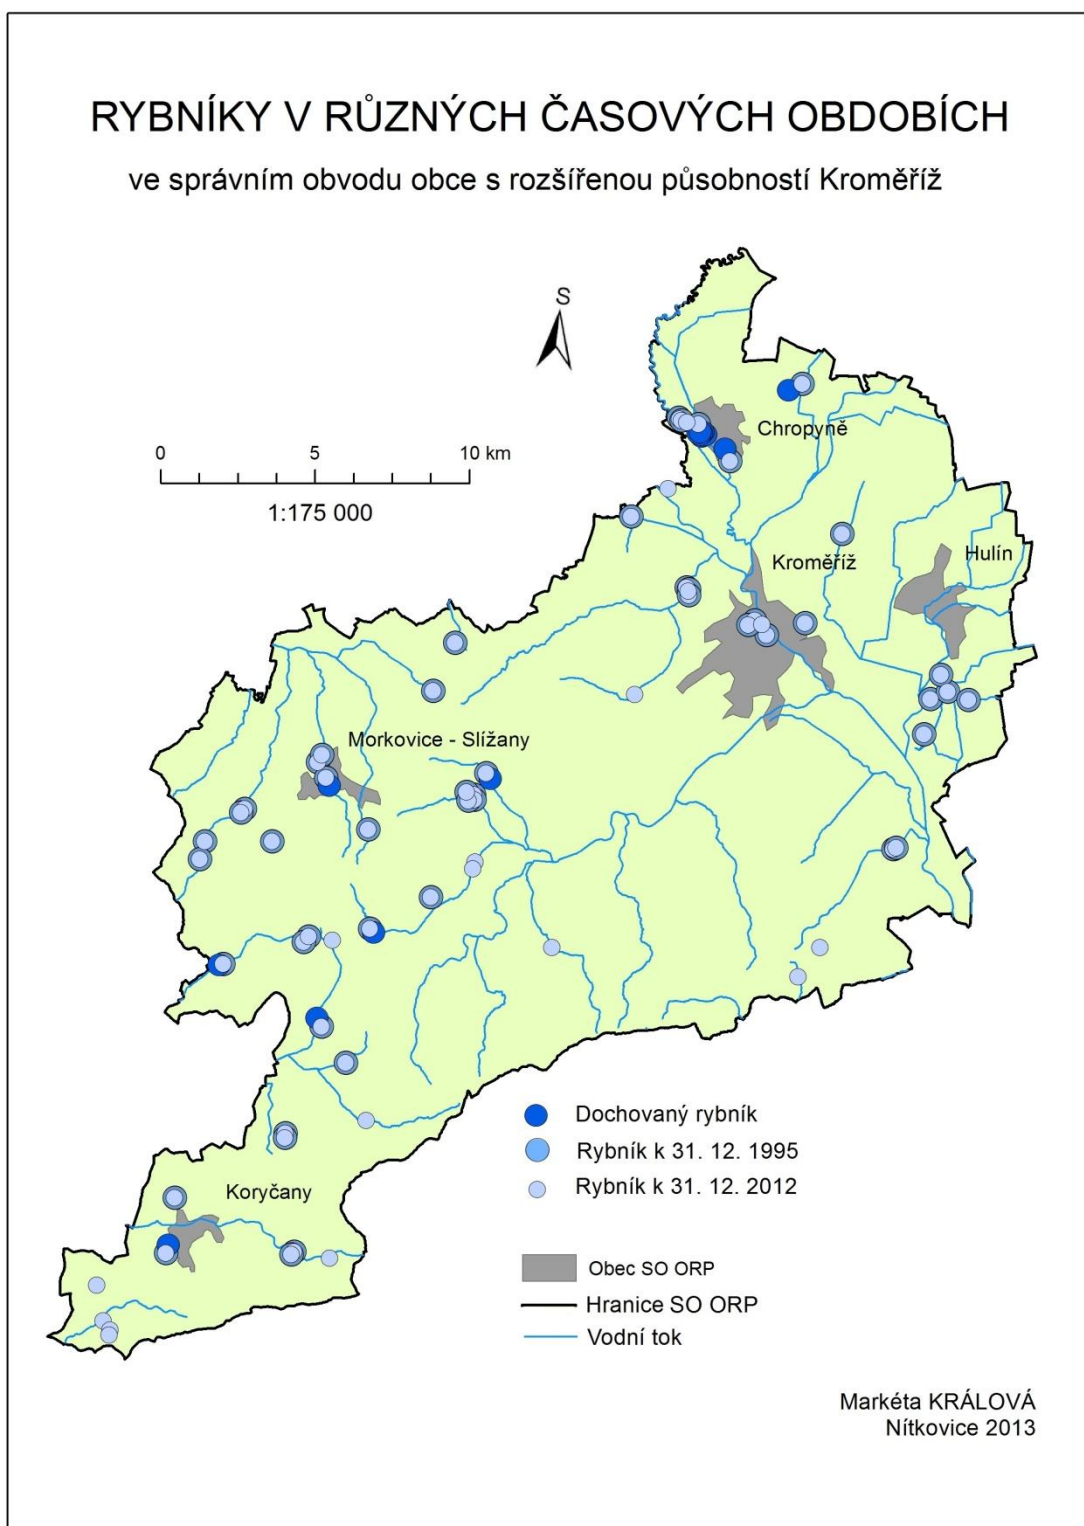 RYBNÍKY V RŮZNÝCH ČASOVÝCH OBDOBÍCH
ve správním obvodu obce s rozšířenou působností Kroměříž
S
Chropyně
0 5 10 km
1:175 000
Hulín
Kroměříž
Morkovice - Slížany
Dochovaný rybník
Rybník k 31. 12. 1995
Rybník k 31. 12. 2012
Koryčany
Obec SO ORP
Hranice SO ORP
Vodní tok
Markéta KRÁLOVÁ
Nítkovice 2013